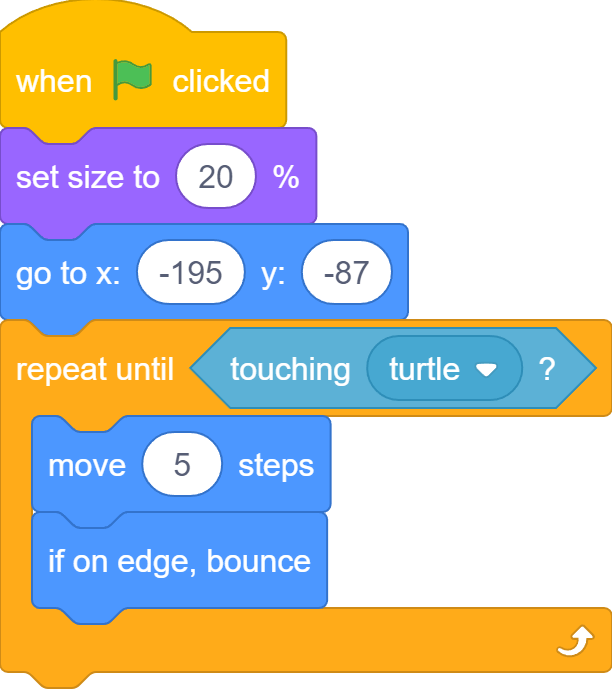 when clicked
set size to 20 %
go to x: -195 y: -87
repeat until touching turtle ?
move 5 steps
if on edge, bounce